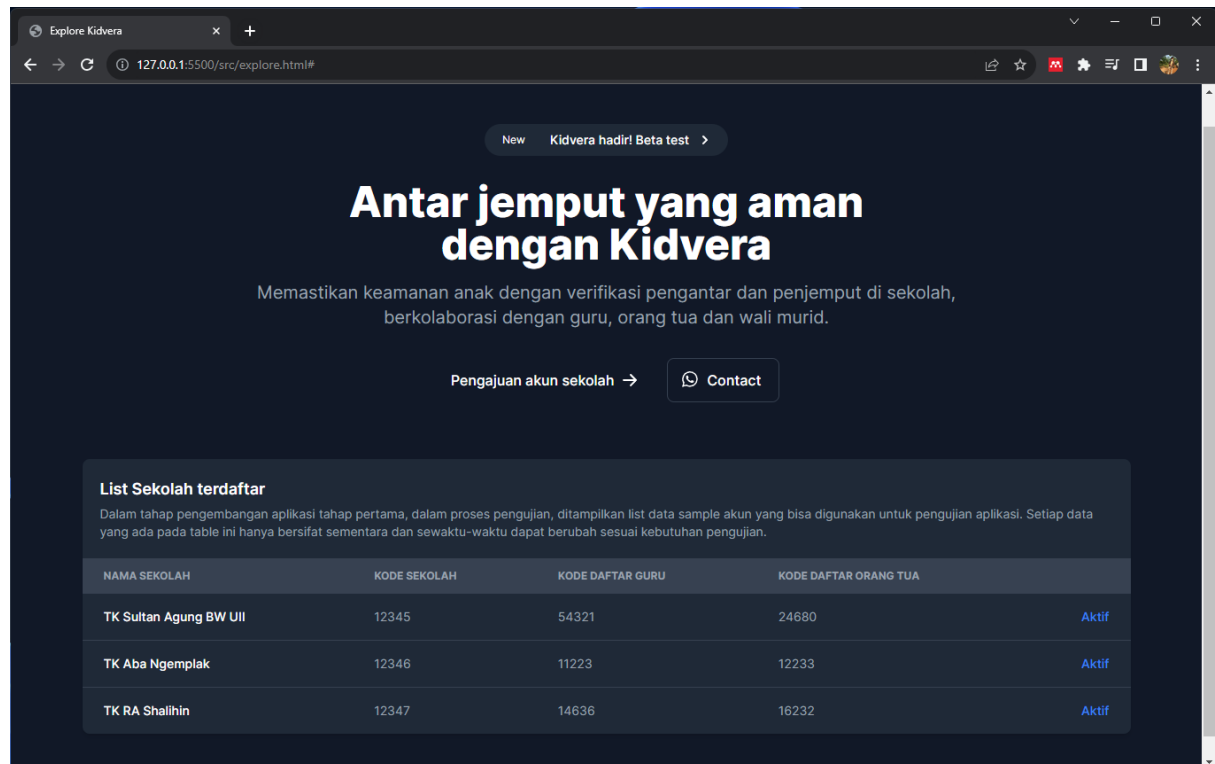 Explore Kidvera
127.0.0.1:5500/src/explore.html#
New Kidvera hadir! Beta test
Antar jemput yang aman
dengan Kidvera
Memastikan keamanan anak dengan verifikasi pengantar dan penjemput di sekolah,
berkolaborasi dengan guru, orang tua dan wali murid.
Pengajuan akun sekolah → Contact
List Sekolah terdaftar
Dalam tahap pengembangan aplikasi tahap pertama, dalam proses pengujian, ditampilkan list data sample akun yang bisa digunakan untuk pengujian aplikasi. Setiap data
yang ada pada table ini hanya bersifat sementara dan sewaktu-waktu dapat berubah sesuai kebutuhan pengujian.
NAMA SEKOLAH KODE SEKOLAH KODE DAFTAR GURU KODE DAFTAR ORANG TUA
TK Sultan Agung BW UII 12345 54321 24680 Aktif
TK Aba Ngemplak 12346 11223 12233 Aktif
TK RA Shalihin 12347 14636 16232 Aktif